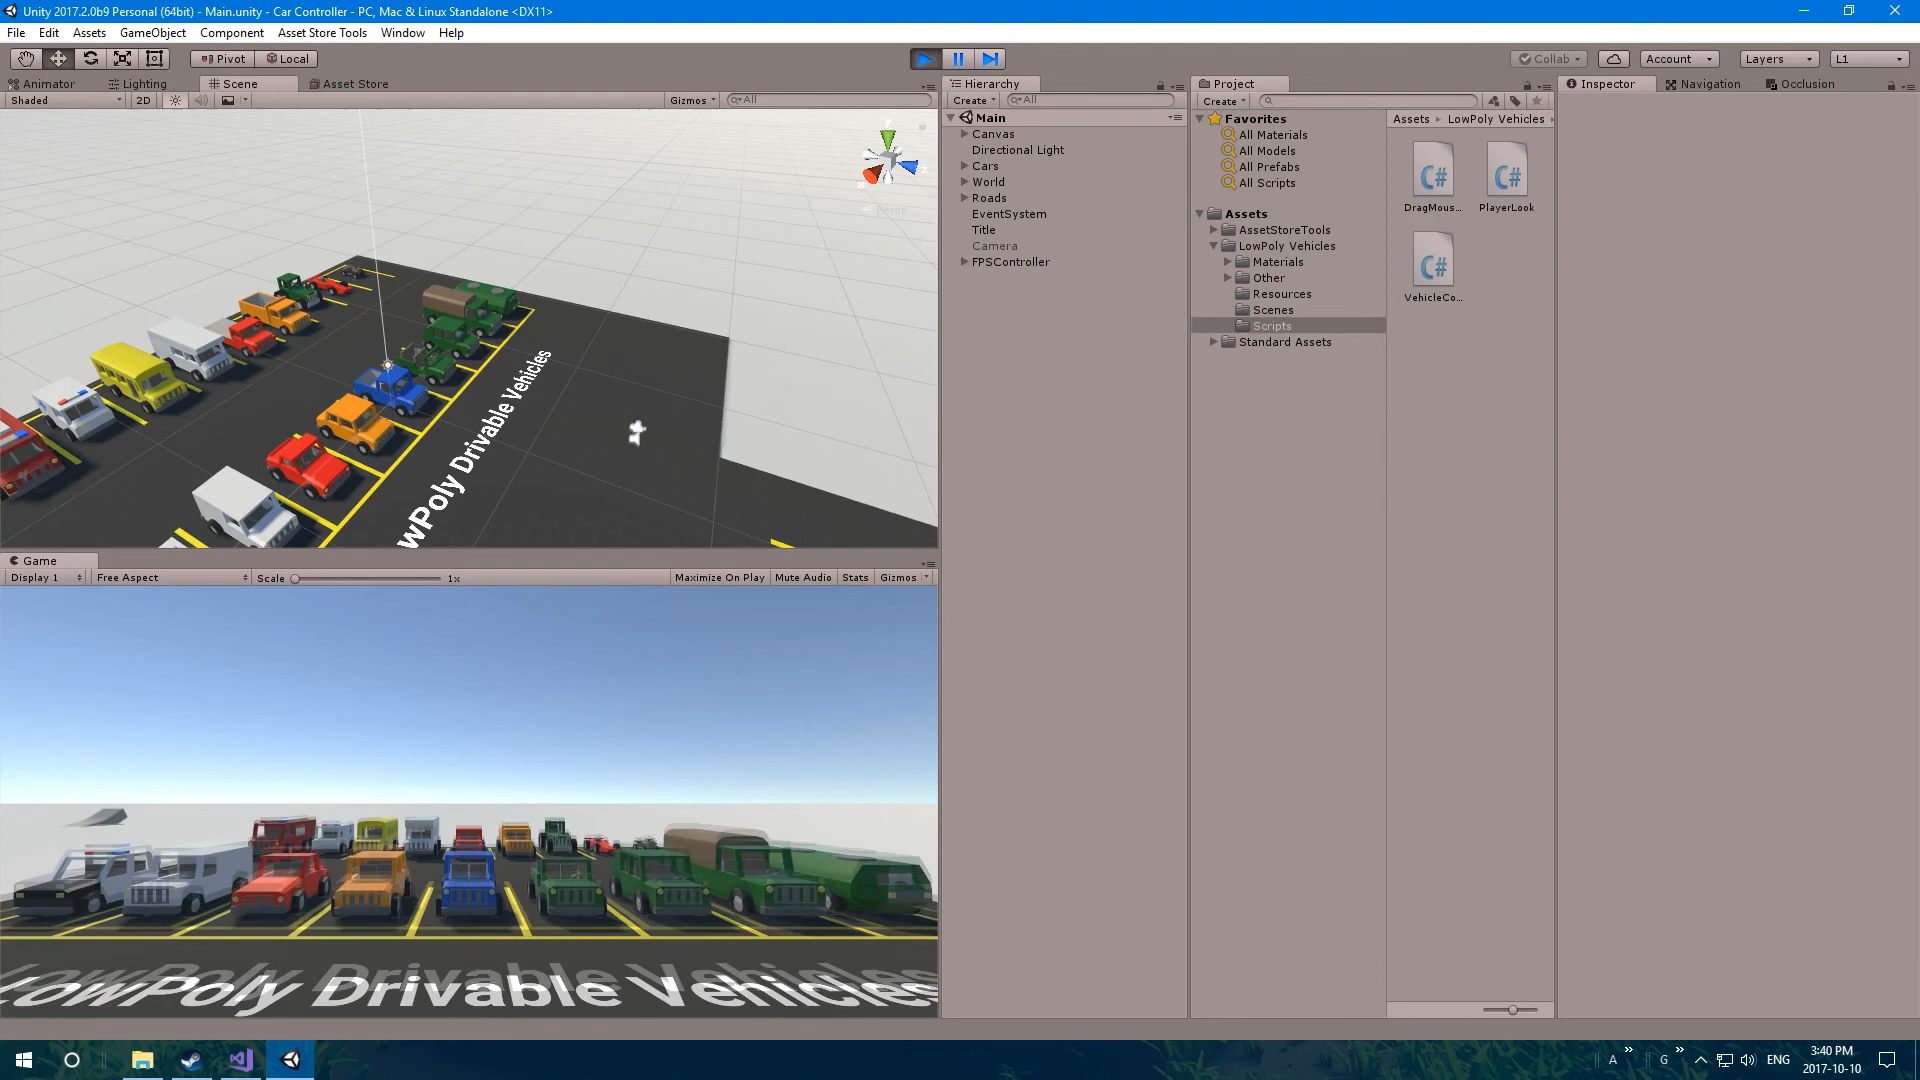 Unity 2017.2.0b9 Personal (64bit) - Main.unity - Car Controller - PC, Mac & Linux Standalone <DX11>
File Edit Assets GameObject Component Asset Store Tools Window Help
Pivot Local Collab Account Layers L1
Animator Lighting Scene Asset Store
Shaded 2D Gizmos All
y
x
z
Persp
wPoly Drivable Vehicles
Game
Display 1 Free Aspect Scale 1x Maximize On Play Mute Audio Stats Gizmos
LowPoly Drivable Vehicles
Hierarchy
Create All
Main
Canvas
Directional Light
Cars
World
Roads
EventSystem
Title
Camera
FPSController
Project
Create
Favorites
All Materials
All Models
All Prefabs
All Scripts
Assets
AssetStoreTools
LowPoly Vehicles
Materials
Other
Resources
Scenes
Scripts
Standard Assets
Assets LowPoly Vehicles
C# C#
DragMous... PlayerLook
C#
VehicleCo...
Inspector Navigation Occlusion
A G ENG
3:40 PM
2017-10-10